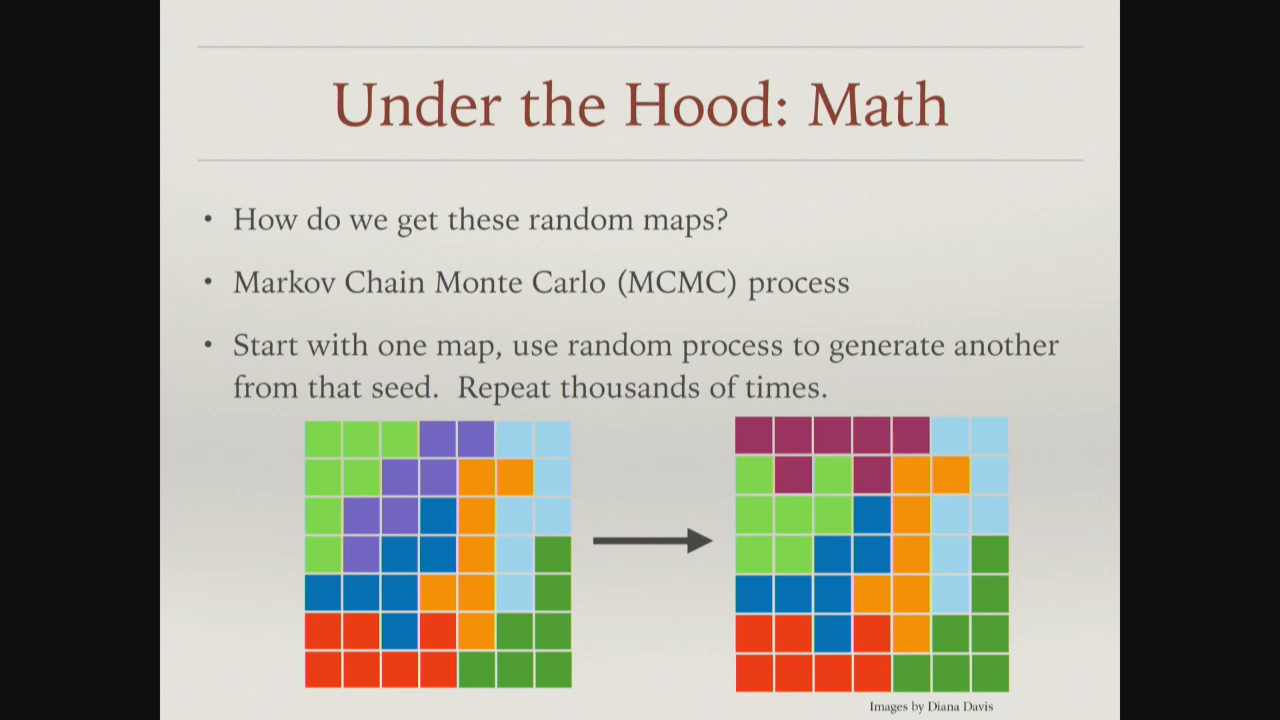 Under the Hood: Math
• How do we get these random maps?
• Markov Chain Monte Carlo (MCMC) process
• Start with one map, use random process to generate another
from that seed. Repeat thousands of times.
Images by Diana Davis